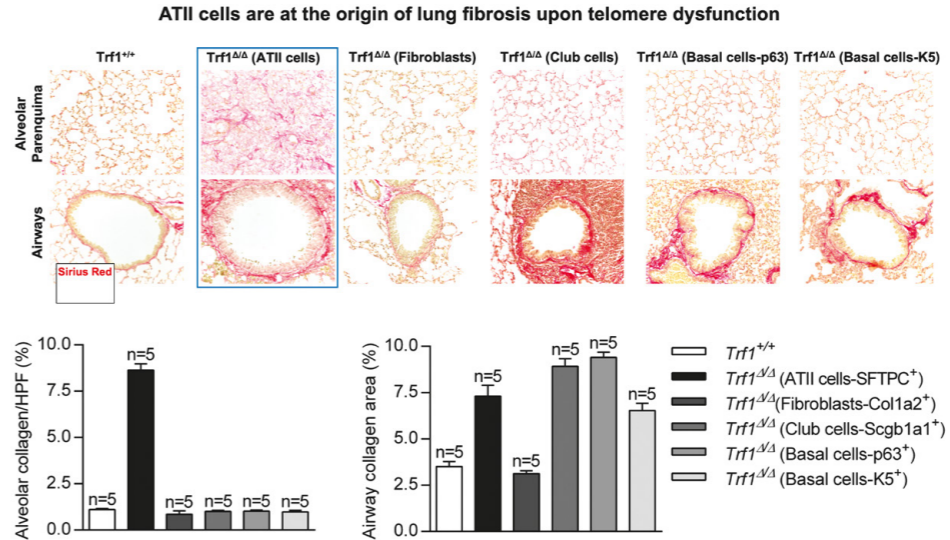 ATII cells are at the origin of lung fibrosis upon telomere dysfunction
Trf1+/+ Trf1Δ/Δ (ATII cells) Trf1Δ/Δ (Fibroblasts) Trf1Δ/Δ (Club cells) Trf1Δ/Δ (Basal cells-p63) Trf1Δ/Δ (Basal cells-K5)
Alveolar
Parenquima
Airways
Sirius Red
Alveolar collagen/HPF (%)
10.0
7.5
5.0
2.5
0.0
n=5
n=5
n=5
n=5
n=5
n=5
Airway collagen area (%)
10.0
7.5
5.0
2.5
0.0
n=5
n=5
n=5
n=5
n=5
n=5
Trf1+/+
Trf1Δ/Δ (ATII cells-SFTPC+)
Trf1Δ/Δ(Fibroblasts-Col1a2+)
Trf1Δ/Δ (Club cells-Scgb1a1+)
Trf1Δ/Δ (Basal cells-p63+)
Trf1Δ/Δ (Basal cells-K5+)